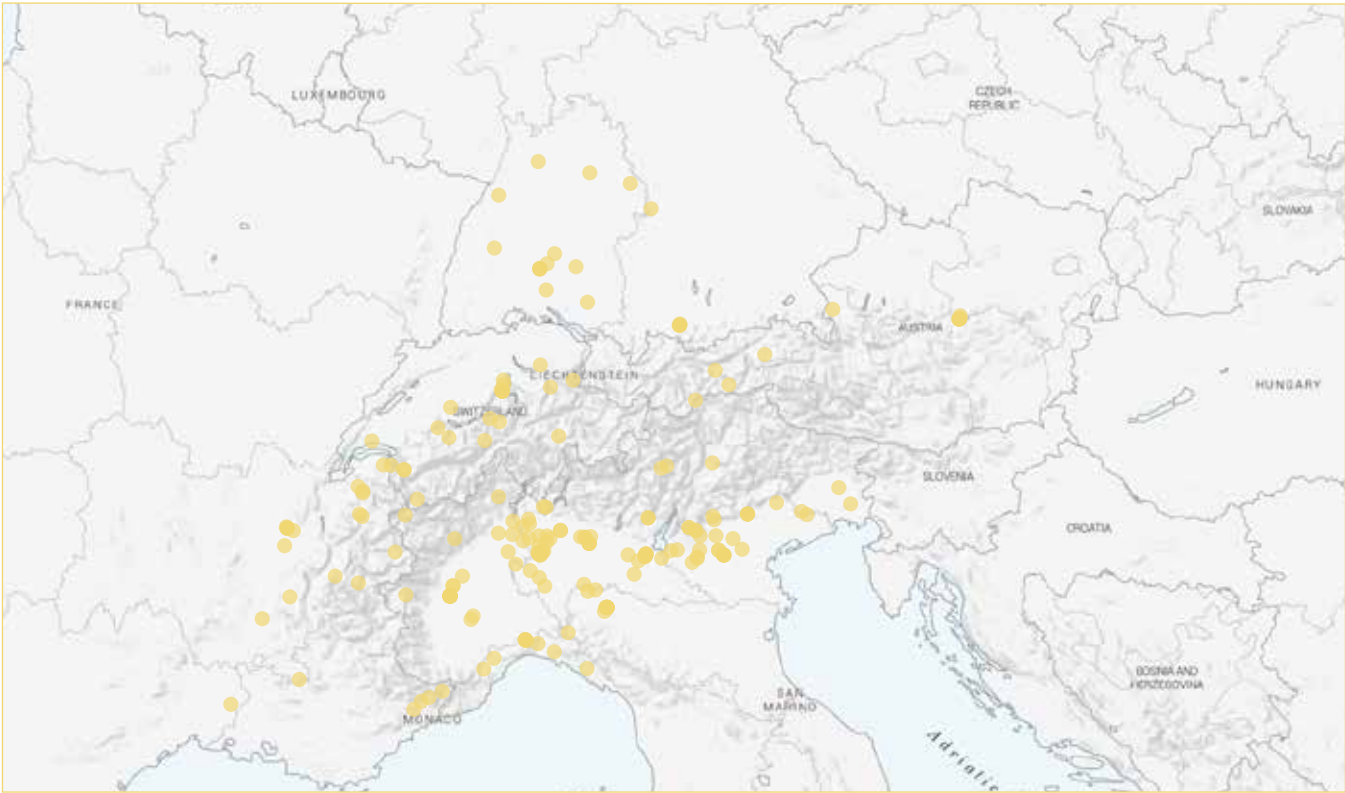 LUXEMBOURG
CZECH
REPUBLIC
SLOVAKIA
FRANCE
AUSTRIA
LIECHTENSTEIN
HUNGARY
SWITZERLAND
SLOVENIA
CROATIA
BOSNIA AND
HERZEGOVINA
SAN
MARINO
MONACO
Adriatic